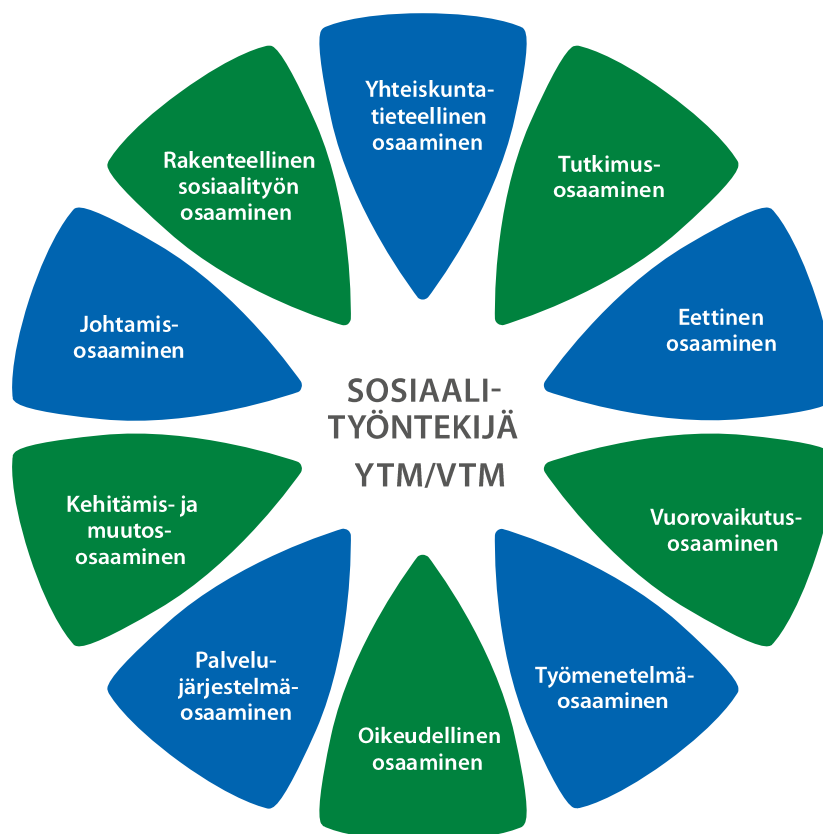 Yhteiskunta-
tieteellinen
osaaminen
Tutkimus-
osaaminen
Eettinen
osaaminen
Vuorovaikutus-
osaaminen
Työmenetelmä-
osaaminen
Oikeudellinen
osaaminen
Palvelu-
järjestelmä-
osaaminen
Kehitämis- ja
muutos-
osaaminen
Johtamis-
osaaminen
Rakenteellinen
sosiaalityön
osaaminen
SOSIAALI-
TYÖNTEKIJÄ
YTM/VTM